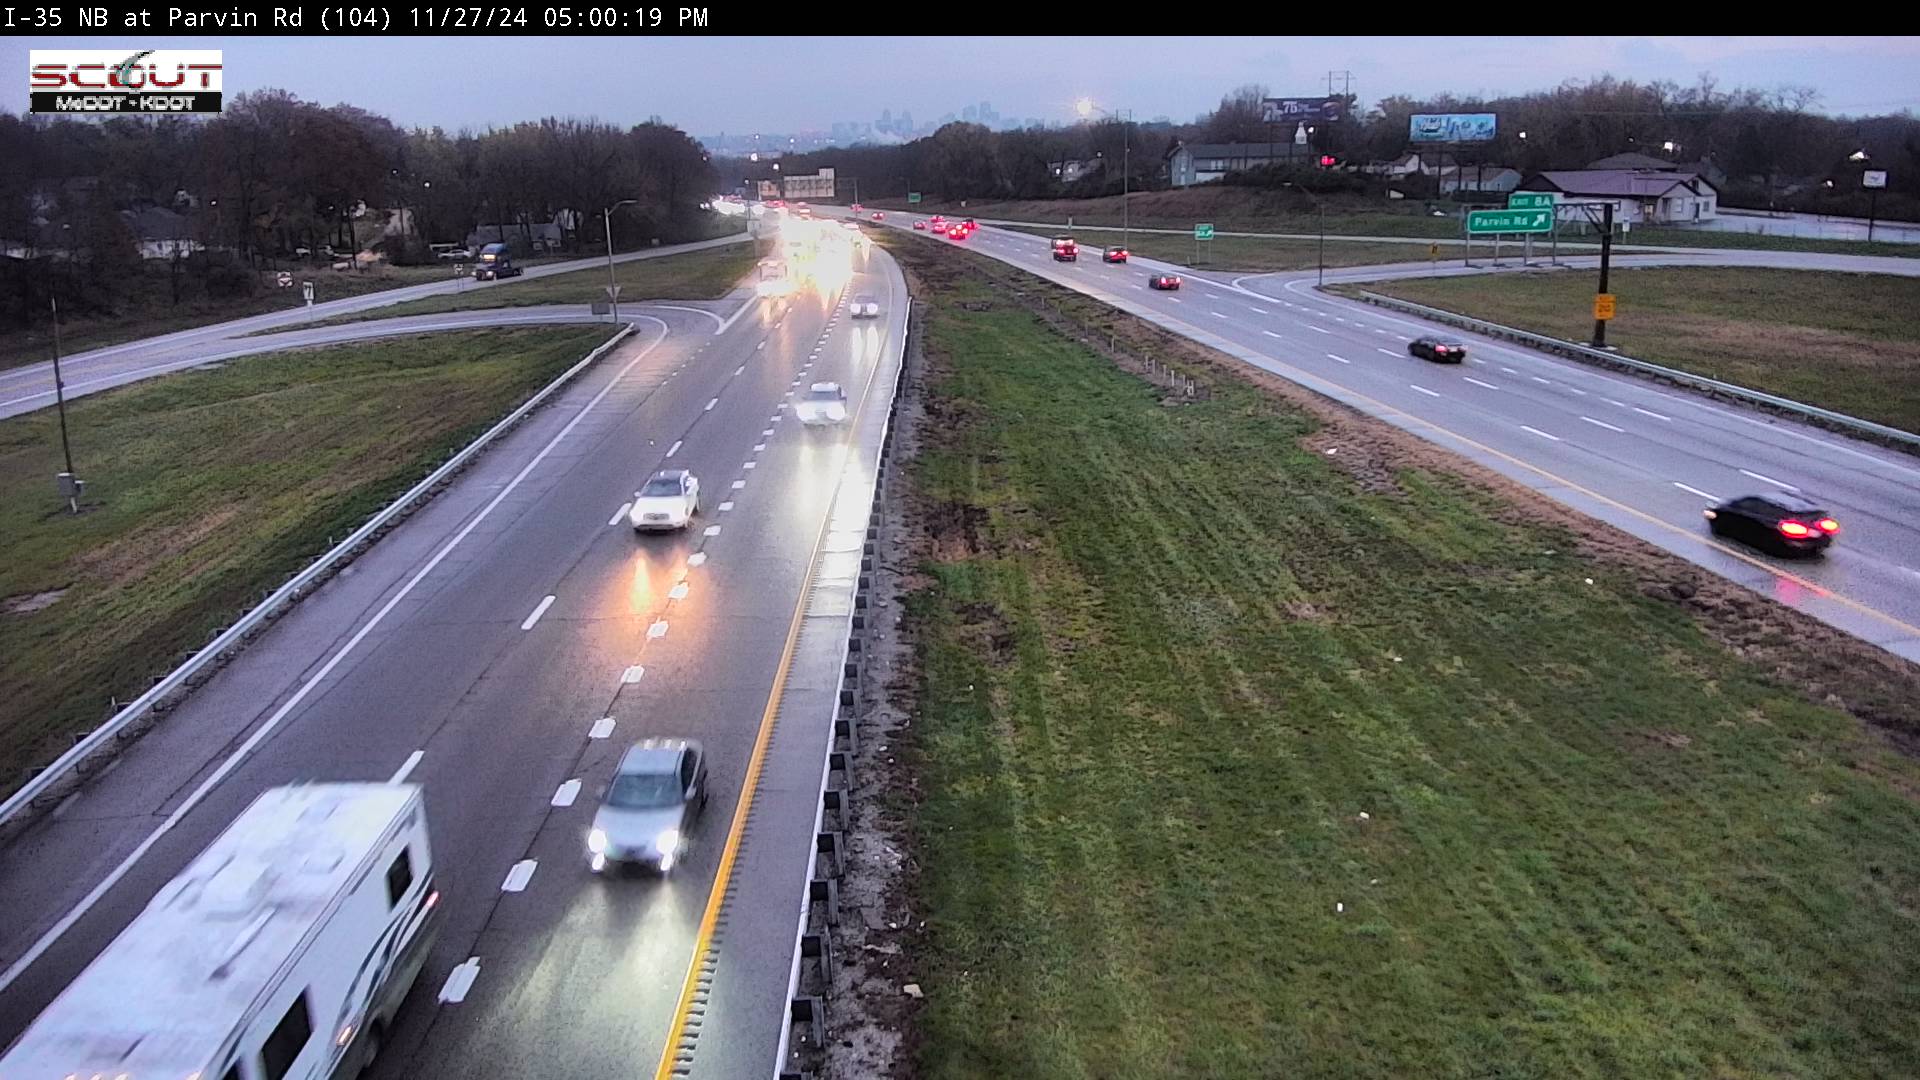 I-35 NB at Parvin Rd (104) 11/27/24 05:00:19 PM
SCOUT
MoDOT - KDOT
75
EXIT 8A
Parvin Rd